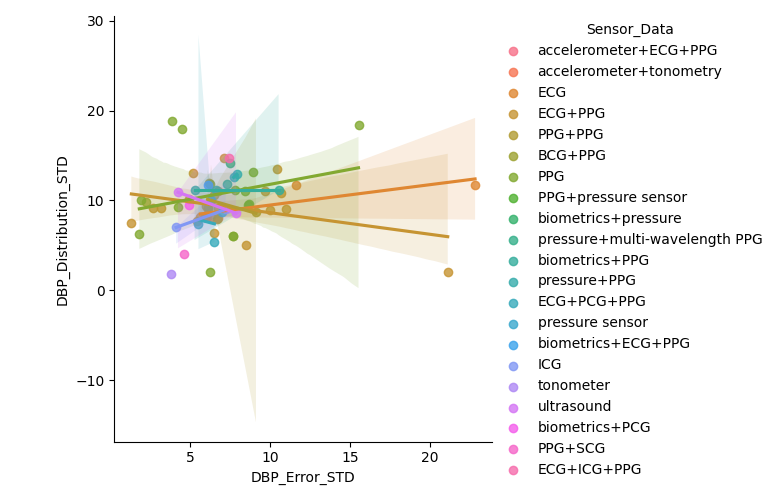 30
20
10
0
−10
5
10
15
20
DBP_Distribution_STD
DBP_Error_STD
Sensor_Data
accelerometer+ECG+PPG
accelerometer+tonometry
ECG
ECG+PPG
PPG+PPG
BCG+PPG
PPG
PPG+pressure sensor
biometrics+pressure
pressure+multi-wavelength PPG
biometrics+PPG
pressure+PPG
ECG+PCG+PPG
pressure sensor
biometrics+ECG+PPG
ICG
tonometer
ultrasound
biometrics+PCG
PPG+SCG
ECG+ICG+PPG